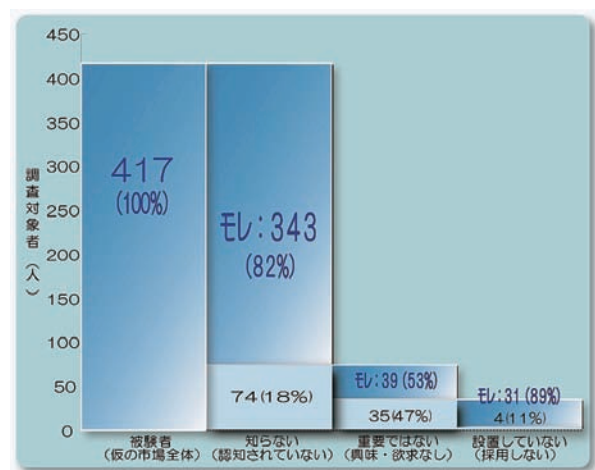 450
400
350
300
250
200
150
100
50
0
調査対象者（人）
417
(100%)
モレ：343
(82%)
74(18%)
モレ：39(53%)
35(47%)
モレ：31(89%)
4(11%)
被験者
（仮の市場全体）
知らない
（認知されていない）
重要ではない
（興味・欲求なし）
設置していない
（採用しない）